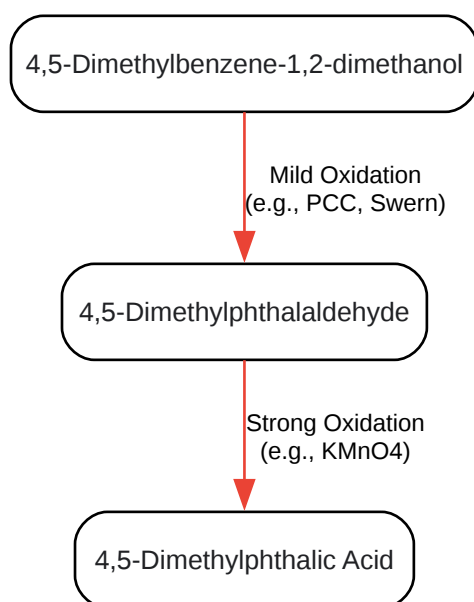 4,5-Dimethylbenzene-1,2-dimethanol
Mild Oxidation
(e.g., PCC, Swern)
4,5-Dimethylphthalaldehyde
Strong Oxidation
(e.g., KMnO4)
4,5-Dimethylphthalic Acid